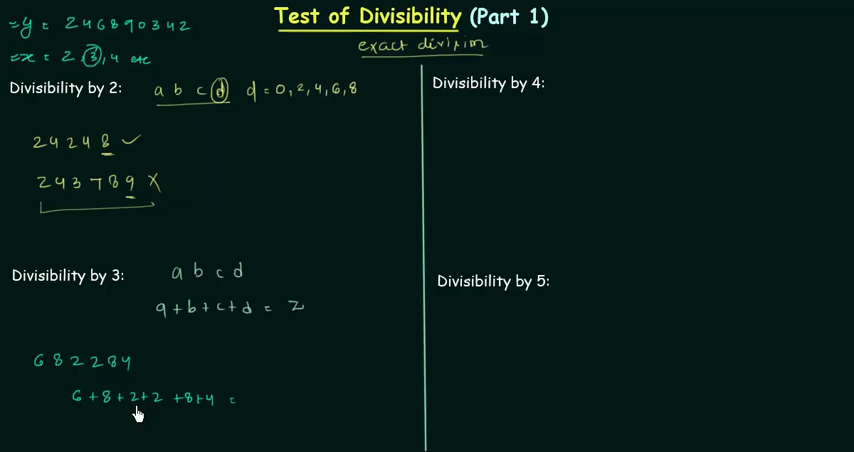 Test of Divisibility (Part 1)
exact division
=> y = 246890342
=> x = 2, 3, 4 etc
Divisibility by 2: a b c d d = 0, 2, 4, 6, 8
24248 ✓
243789 X
Divisibility by 3: a b c d
a + b + c + d = z
682284
6 + 8 + 2 + 2 + 8 + 4 =
Divisibility by 4:
Divisibility by 5: